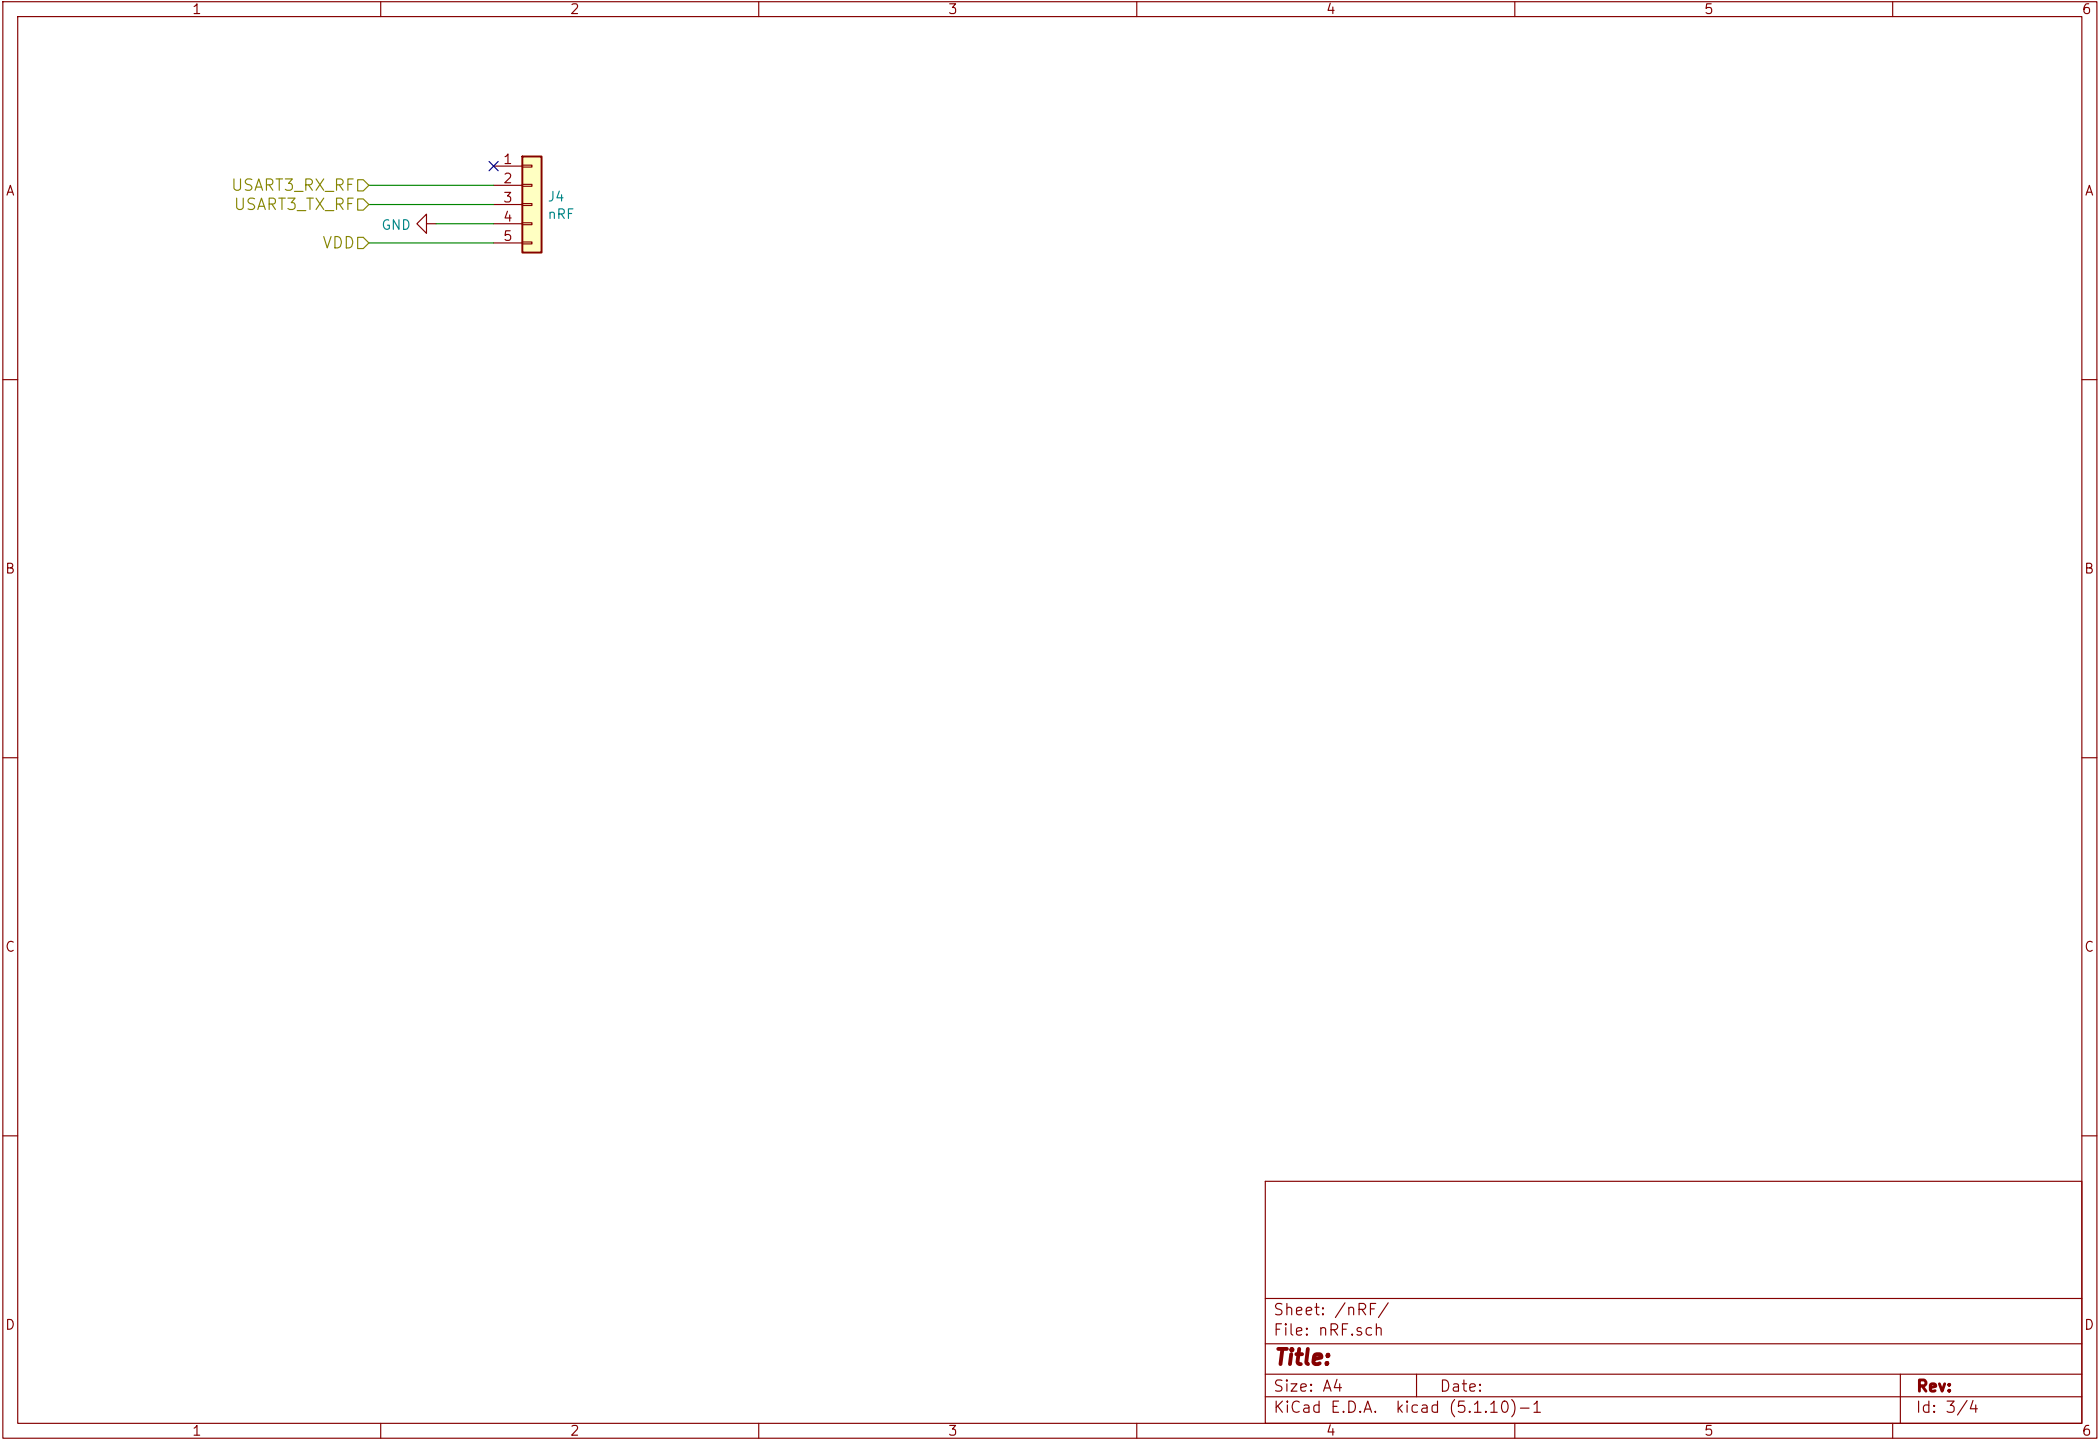 1 2 3 4 5 6
A A
1
USART3_RX_RF 2
USART3_TX_RF 3 J4
GND 4 nRF
VDD 5
B B
C C
Sheet: /nRF/
File: nRF.sch
D D
Title:
Size: A4 Date: Rev:
KiCad E.D.A. kicad (5.1.10)-1 Id: 3/4
1 2 3 4 5 6